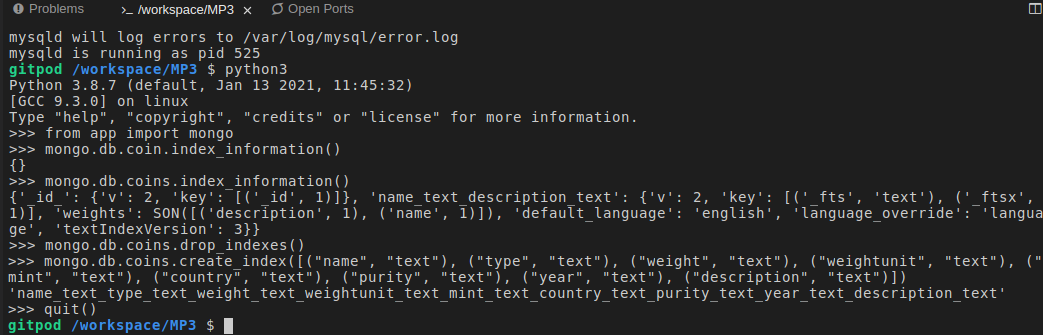 Problems >_ /workspace/MP3 × Open Ports
mysqld will log errors to /var/log/mysql/error.log
mysqld is running as pid 525
gitpod /workspace/MP3 $ python3
Python 3.8.7 (default, Jan 13 2021, 11:45:32)
[GCC 9.3.0] on linux
Type "help", "copyright", "credits" or "license" for more information.
>>> from app import mongo
>>> mongo.db.coin.index_information()
{}
>>> mongo.db.coins.index_information()
{'_id_': {'v': 2, 'key': [('_id', 1)]}, 'name_text_description_text': {'v': 2, 'key': [('_fts', 'text'), ('_ftsx',
1)], 'weights': SON([('description', 1), ('name', 1)]), 'default_language': 'english', 'language_override': 'langua
ge', 'textIndexVersion': 3}}
>>> mongo.db.coins.drop_indexes()
>>> mongo.db.coins.create_index([("name", "text"), ("type", "text"), ("weight", "text"), ("weightunit", "text"), ("
mint", "text"), ("country", "text"), ("purity", "text"), ("year", "text"), ("description", "text")])
'name_text_type_text_weight_text_weightunit_text_mint_text_country_text_purity_text_year_text_description_text'
>>> quit()
gitpod /workspace/MP3 $